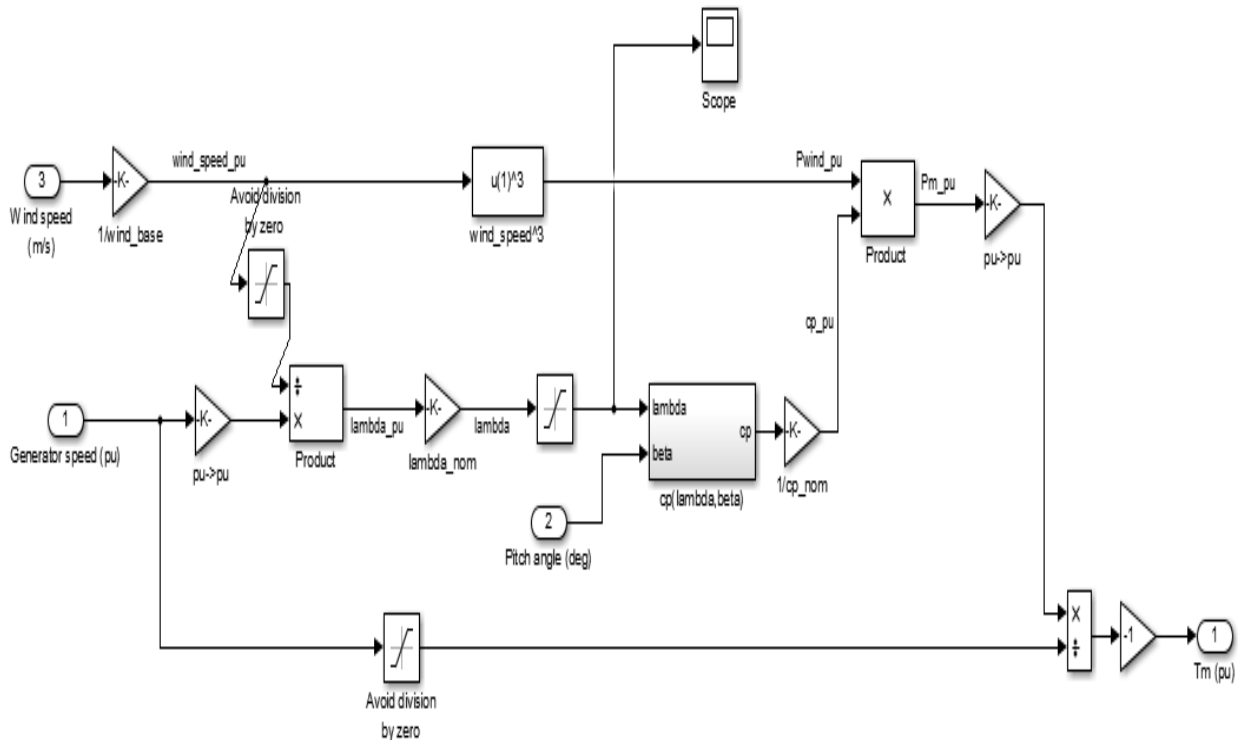 Scope
wind_speed_pu
Pwind_pu
3
-K-
u(1)^3
×
Pm_pu
-K-
Wind speed
(m/s)
1/wind_base
Avoid division
by zero
wind_speed^3
Product
pu->pu
cp_pu
1
-K-
÷
×
-K-
lambda
cp
beta
-K-
Generator speed (pu)
pu->pu
Product
lambda_pu
lambda_nom
lambda
cp(lambda,beta)
1/cp_nom
2
Pitch angle (deg)
×
÷
-1
1
Tm (pu)
Avoid division
by zero